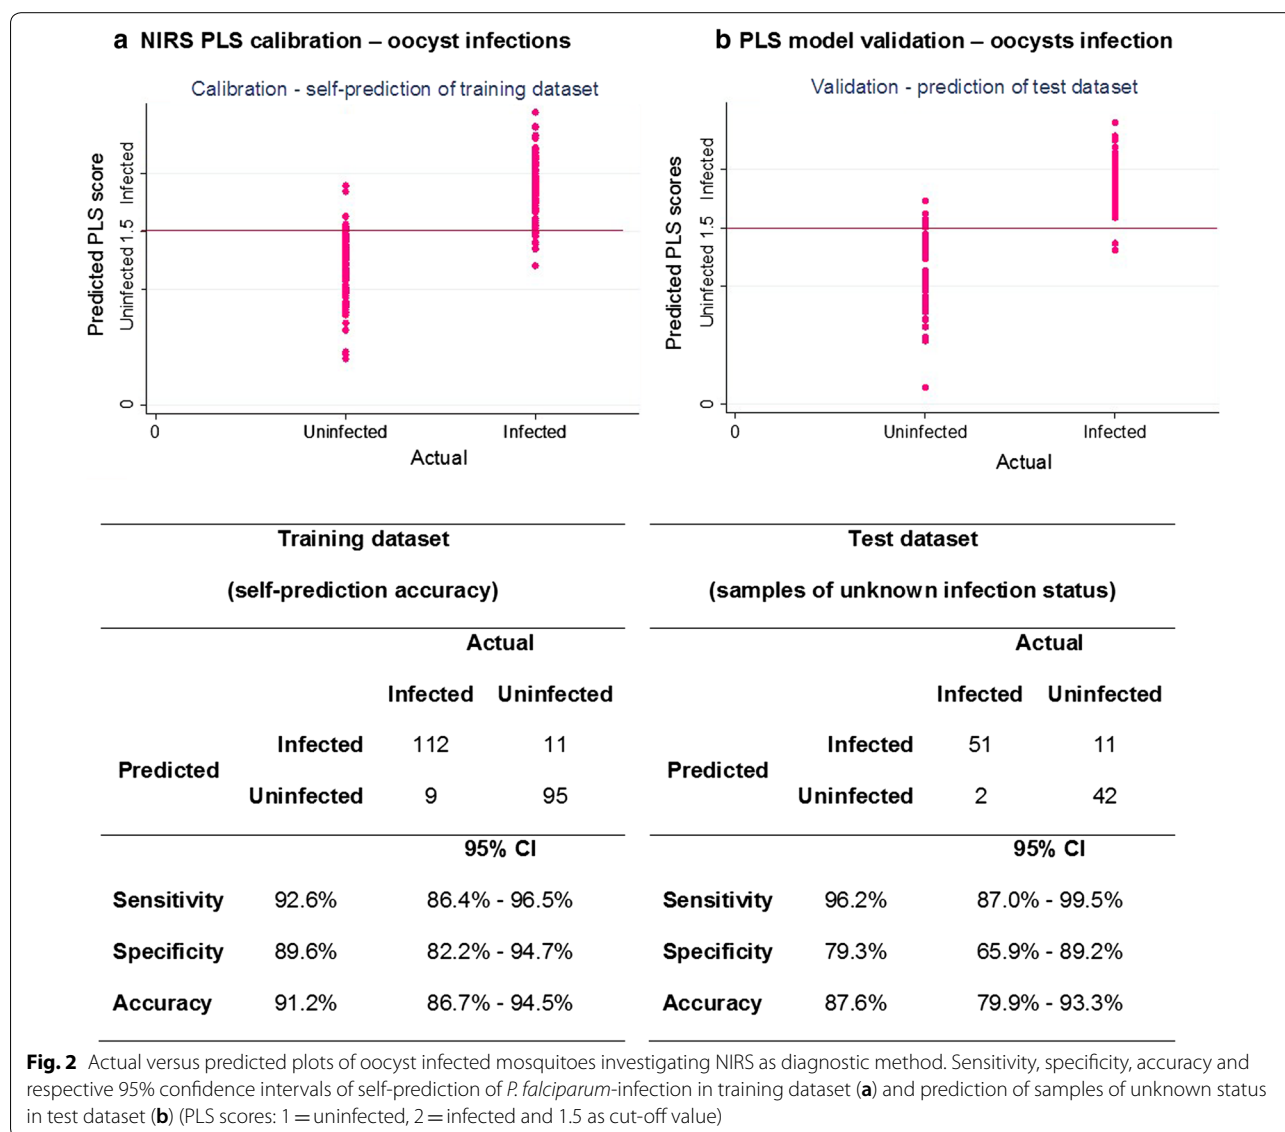 a NIRS PLS calibration – oocyst infections
Calibration - self-prediction of training dataset
Predicted PLS score
Uninfected 1.5 Infected
0
0 Uninfected Infected
Actual
b PLS model validation – oocysts infection
Validation - prediction of test dataset
Predicted PLS scores
Uninfected 1.5 Infected
0
0 Uninfected Infected
Actual
Training dataset
(self-prediction accuracy)
Actual
Infected Uninfected
Infected 112 11
Predicted
Uninfected 9 95
95% CI
Sensitivity 92.6% 86.4% - 96.5%
Specificity 89.6% 82.2% - 94.7%
Accuracy 91.2% 86.7% - 94.5%
Test dataset
(samples of unknown infection status)
Actual
Infected Uninfected
Infected 51 11
Predicted
Uninfected 2 42
95% CI
Sensitivity 96.2% 87.0% - 99.5%
Specificity 79.3% 65.9% - 89.2%
Accuracy 87.6% 79.9% - 93.3%
Fig. 2 Actual versus predicted plots of oocyst infected mosquitoes investigating NIRS as diagnostic method. Sensitivity, specificity, accuracy and
respective 95% confidence intervals of self-prediction of P. falciparum-infection in training dataset (a) and prediction of samples of unknown status
in test dataset (b) (PLS scores: 1 = uninfected, 2 = infected and 1.5 as cut-off value)